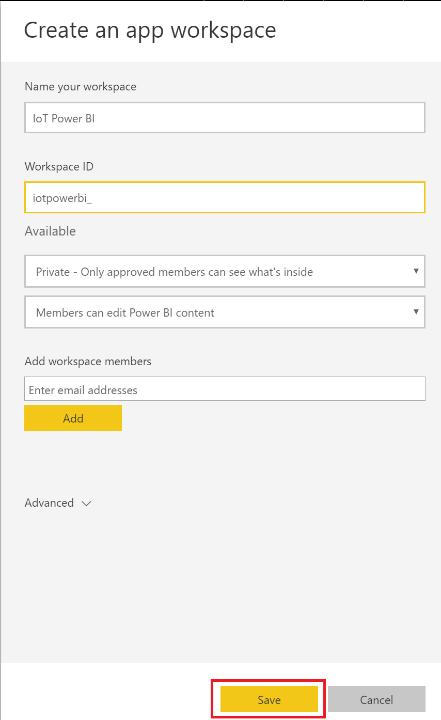 Create an app workspace
Name your workspace
IoT Power BI
Workspace ID
iotpowerbi_
Available
Private - Only approved members can see what's inside
Members can edit Power BI content
Add workspace members
Enter email addresses
Add
Advanced
Save Cancel